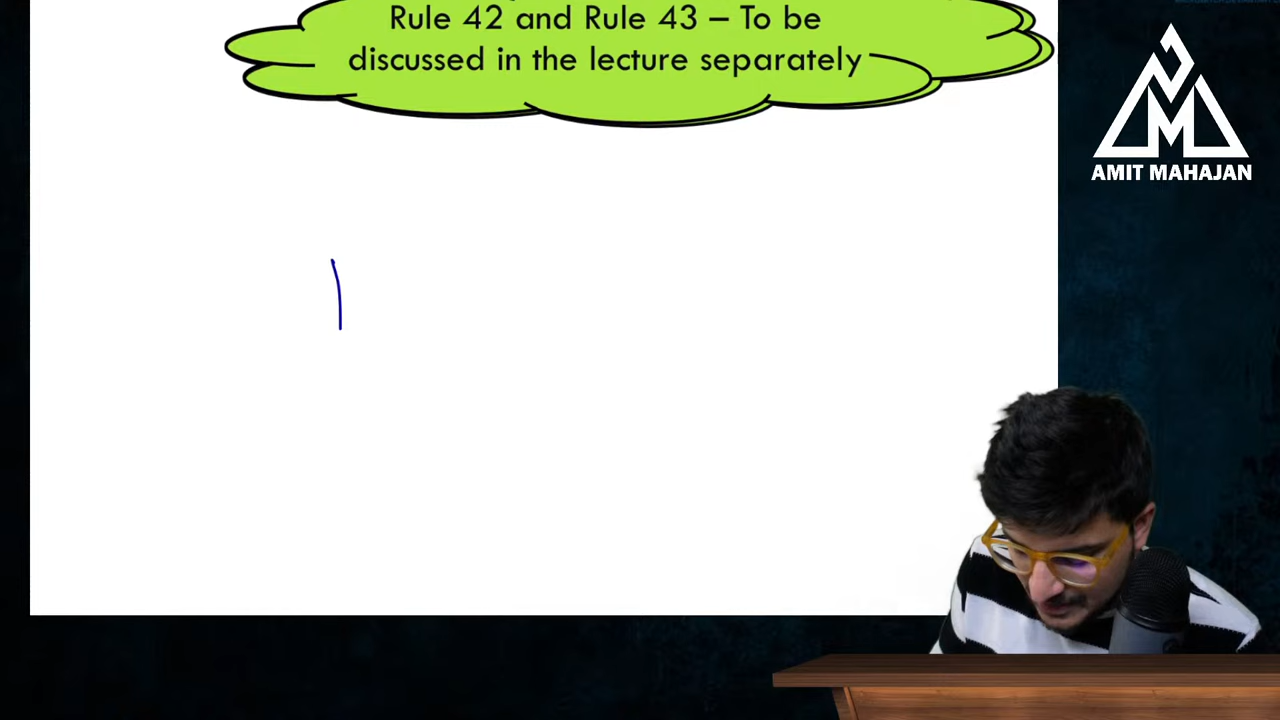 Rule 42 and Rule 43 – To be
discussed in the lecture separately
AMIT MAHAJAN